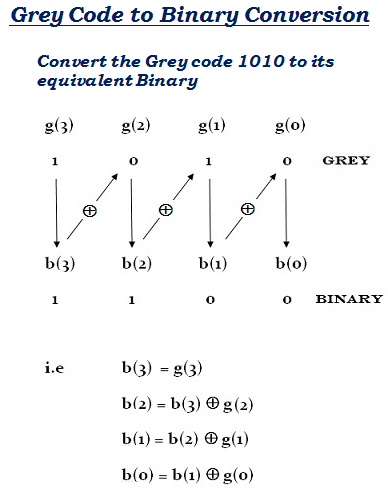 Grey Code to Binary Conversion
Convert the Grey code 1010 to its
equivalent Binary
g(3) g(2) g(1) g(0)
1 0 1 0 GREY
⊕ ⊕ ⊕
b(3) b(2) b(1) b(0)
1 1 0 0 BINARY
i.e b(3) = g(3)
b(2) = b(3) ⊕ g(2)
b(1) = b(2) ⊕ g(1)
b(0) = b(1) ⊕ g(0)